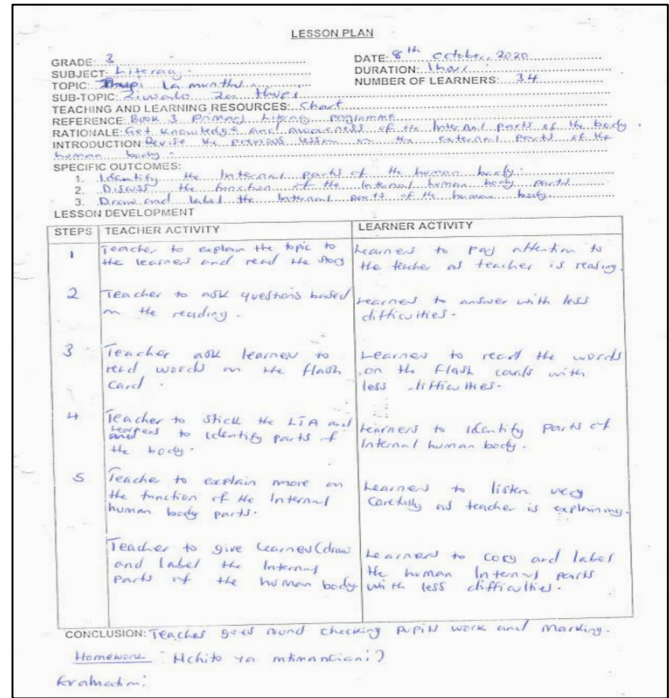 LESSON PLAN
GRADE: 3
DATE: 8th October, 2020
SUBJECT: Literacy
DURATION: 1hour
TOPIC: La munthu
NUMBER OF LEARNERS: 34
SUB-TOPIC: Ziwalo za
TEACHING AND LEARNING RESOURCES: Chart
REFERENCE: Book 3 Primary Literacy programme
RATIONALE: Get knowledge and awareness of the Internal parts of the body.
INTRODUCTION: Revise the previous lesson on the external parts of the
human body.
SPECIFIC OUTCOMES:
1. Identify the Internal parts of the human body.
2. Discuss the function of the Internal human body parts
3. Draw and label the Internal parts of the human body.
LESSON DEVELOPMENT
STEPS TEACHER ACTIVITY LEARNER ACTIVITY
1 Teacher to explain the topic to
the learners and read the story
Learners to pay attention to
the teacher as teacher is reading.
2 Teacher to ask questions based
on the reading.
Learners to answer with less
difficulties.
3 Teacher ask learners to
read words on the flash
card.
Learners to read the words
on the flash cards with
less difficulties.
4 Teacher to stick the LTA and
to identify parts of
the body.
Learners to identify parts of
Internal human body.
5 Teacher to explain more on
the function of the Internal
human body parts.
Learners to listen very
carefully as teacher is explaining.
Teacher to give learners (draw
and label the Internal
parts of the human body
Learners to copy and label
the human Internal parts
with less difficulties.
CONCLUSION: Teacher goes round checking pupils work and marking.
Homework: Nchito ya
Evaluation: